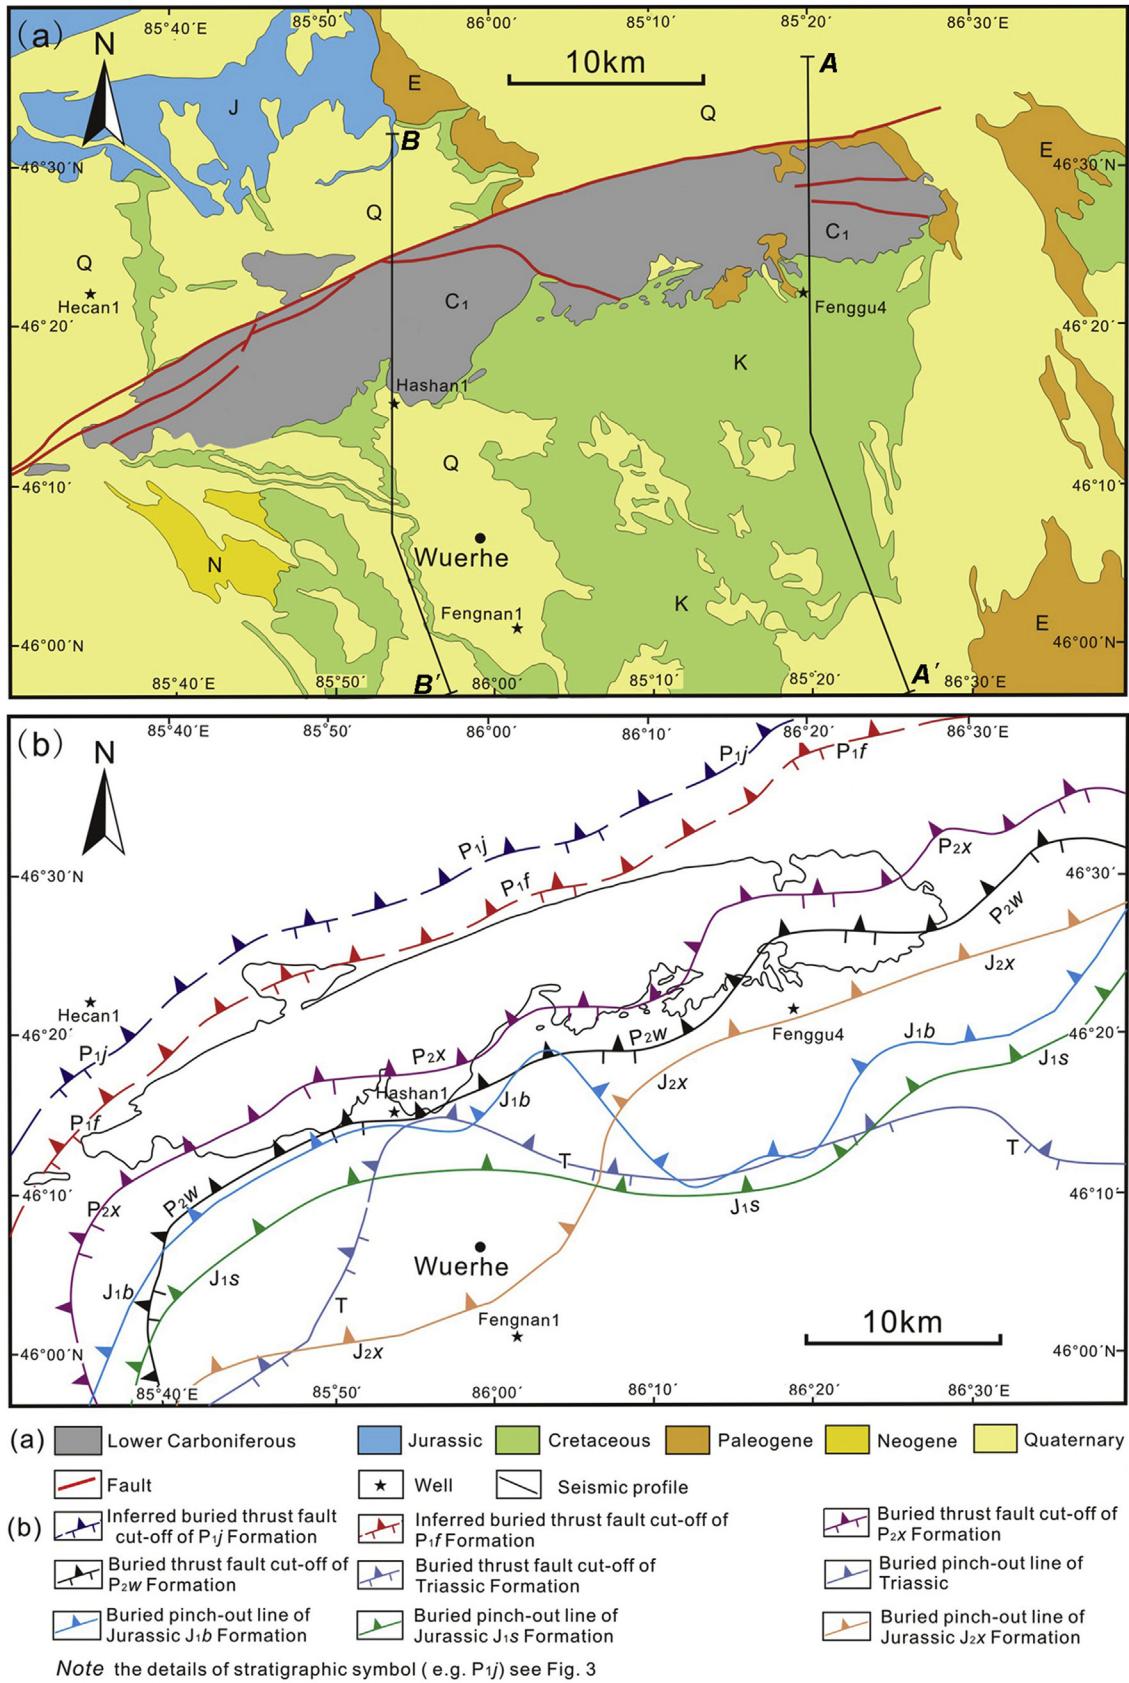 (a)
85°40′E
85°50′
86°00′
85°10′
85°20′
86°30′E
N
10km
A
E
J
Q
B
E
46°30′N
46°30′N
Q
C₁
Q
Hecan1
C₁
Fenggu4
46°20′
46°20′
K
Hashan1
Q
46°10′
46°10′
Wuerhe
N
K
Fengnan1
E
46°00′N
46°00′N
85°40′E
85°50′
B′
86°00′
85°10′
85°20′
A′
86°30′E
(b)
85°40′E
85°50′
86°00′
86°10′
86°20′
86°30′E
N
P₁j
P₁f
P₁j
P₂x
46°30′N
46°30′
P₁f
P₂w
J₂x
Hecan1
Fenggu4
46°20′
46°20′N
P₂w
J₁b
P₁j
P₂x
J₁s
J₂x
Hashan1
J₁b
P₁f
T
T
46°10′
46°10′N
P₂x
P₂w
J₁s
Wuerhe
J₁s
J₁b
T
Fengnan1
10km
46°00′N
46°00′N
J₂x
85°40′E
85°50′
86°00′
86°10′
86°20′
86°30′E
(a) Lower Carboniferous Jurassic Cretaceous Paleogene Neogene Quaternary
Fault Well Seismic profile
(b) Inferred buried thrust fault
cut-off of P₁j Formation
Inferred buried thrust fault cut-off of
P₁f Formation
Buried thrust fault cut-off of
P₂x Formation
Buried thrust fault cut-off of
P₂w Formation
Buried thrust fault cut-off of
Triassic Formation
Buried pinch-out line of
Triassic
Buried pinch-out line of
Jurassic J₁b Formation
Buried pinch-out line of
Jurassic J₁s Formation
Buried pinch-out line of
Jurassic J₂x Formation
Note the details of stratigraphic symbol ( e.g. P₁j) see Fig. 3